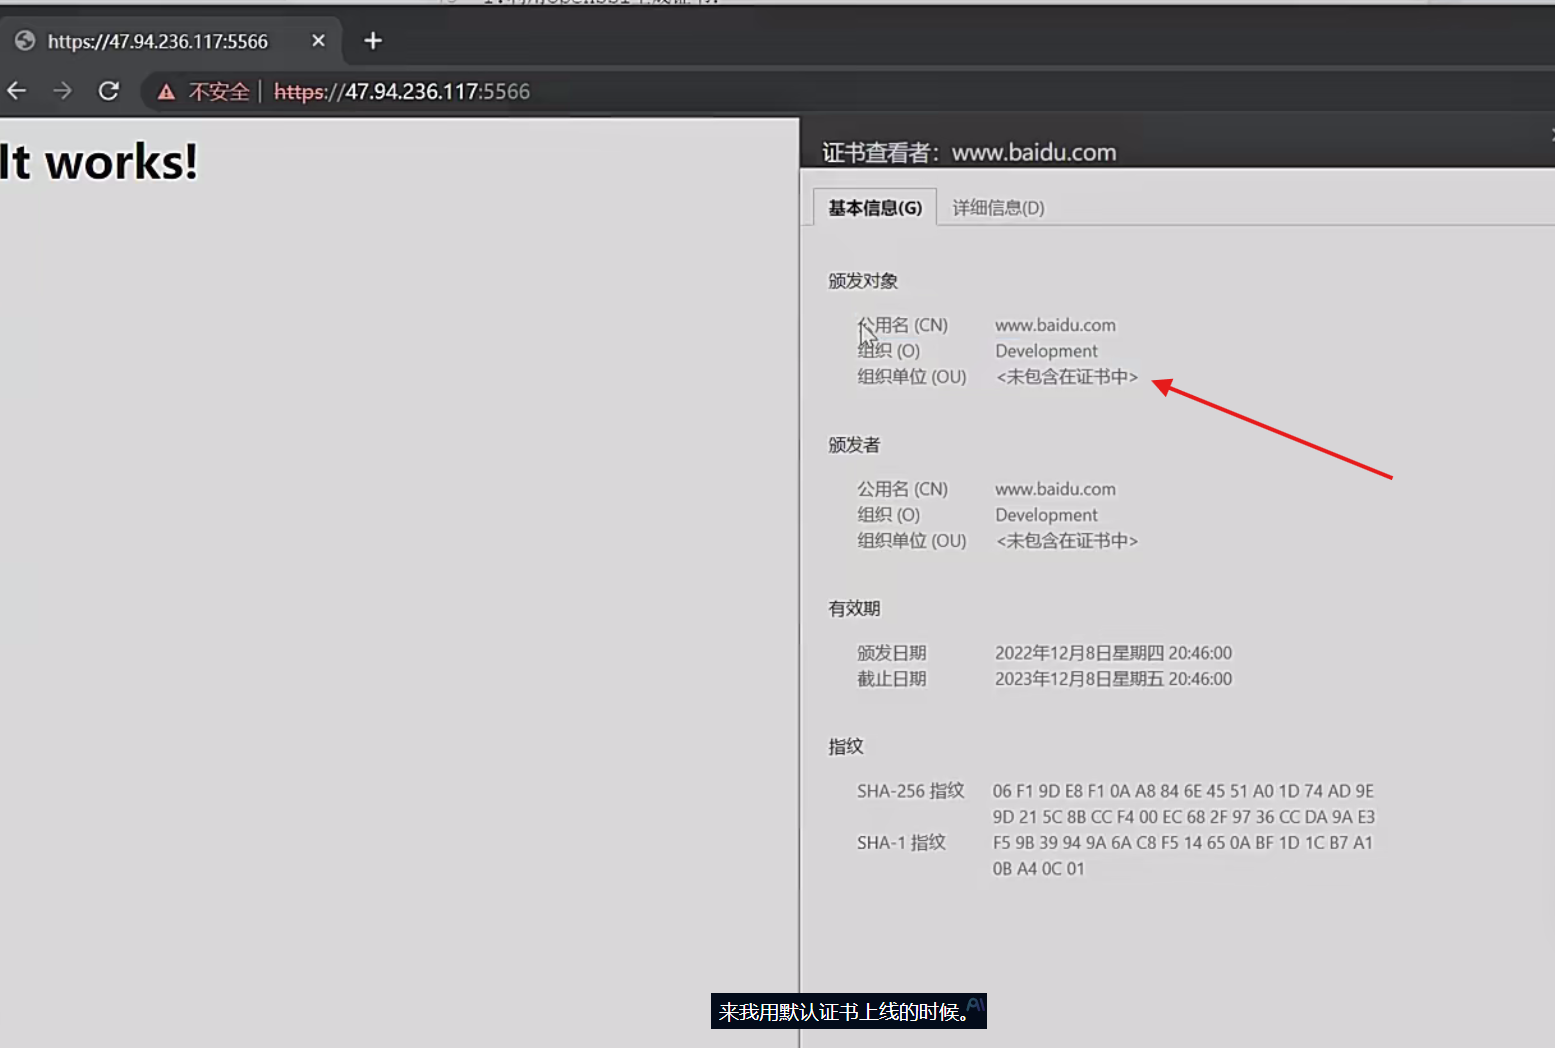 https://47.94.236.117:5566
不安全 | https://47.94.236.117:5566
It works!
证书查看者：www.baidu.com
基本信息(G) 详细信息(D)
颁发对象
公用名 (CN) www.baidu.com
组织 (O) Development
组织单位 (OU) <未包含在证书中>
颁发者
公用名 (CN) www.baidu.com
组织 (O) Development
组织单位 (OU) <未包含在证书中>
有效期
颁发日期 2022年12月8日星期四 20:46:00
截止日期 2023年12月8日星期五 20:46:00
指纹
SHA-256 指纹 06 F1 9D E8 F1 0A A8 84 6E 45 51 A0 1D 74 AD 9E
9D 21 5C 8B CC F4 00 EC 68 2F 97 36 CC DA 9A E3
SHA-1 指纹 F5 9B 39 94 9A 6A C8 F5 14 65 0A BF 1D 1C B7 A1
0B A4 0C 01
来我用默认证书上线的时候。AI